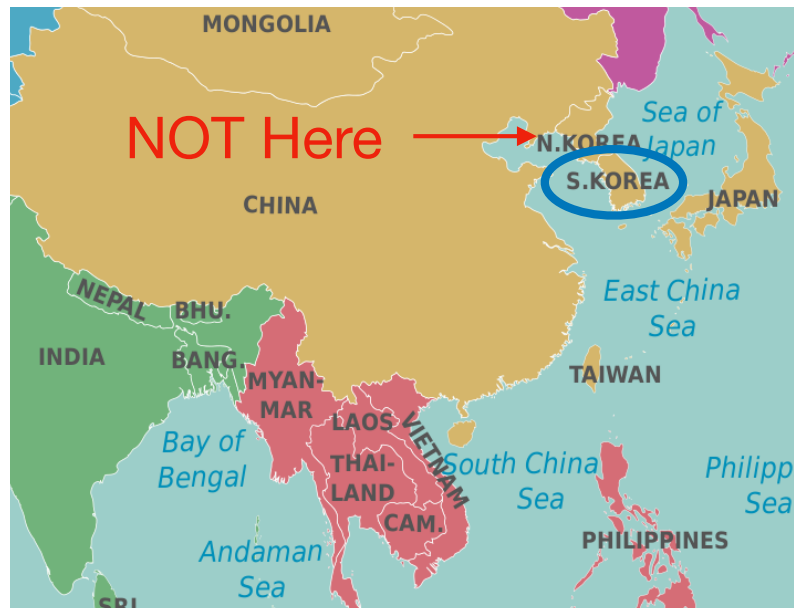 MONGOLIA
Sea of
Japan
NOT Here
N.KOREA
S.KOREA
CHINA
JAPAN
NEPAL
BHU.
East China
Sea
INDIA
BANG.
TAIWAN
MYAN-
MAR
LAOS
VIETNAM
Bay of
Bengal
THAI-
LAND
South China
Sea
Philipp
Sea
CAM.
PHILIPPINES
Andaman
Sea
SRI